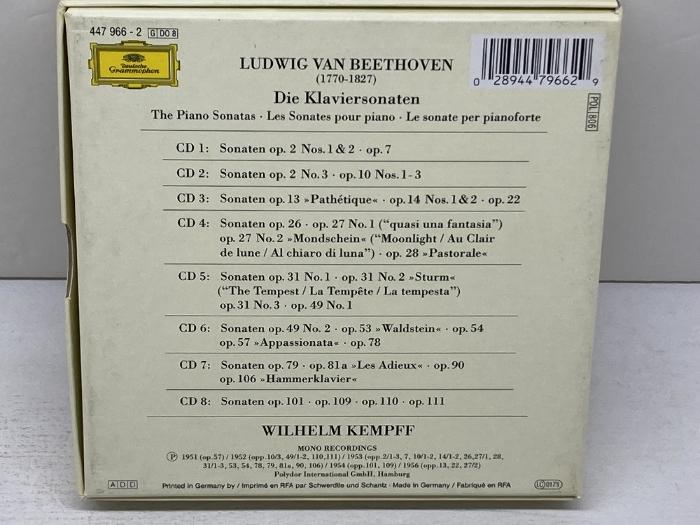 447 966 - 2 G DO 8
Deutsche
Grammophon
LUDWIG VAN BEETHOVEN
(1770-1827)
Die Klaviersonaten
The Piano Sonatas · Les Sonates pour piano · Le sonate per pianoforte
0 28944 79662 9
POL 806
CD 1: Sonaten op. 2 Nos. 1 & 2 · op. 7
CD 2: Sonaten op. 2 No. 3 · op. 10 Nos. 1-3
CD 3: Sonaten op. 13 »Pathétique« · op. 14 Nos. 1 & 2 · op. 22
CD 4: Sonaten op. 26 · op. 27 No. 1 (“quasi una fantasia”)
op. 27 No. 2 »Mondschein« (“Moonlight / Au Clair
de lune / Al chiaro di luna”) · op. 28 »Pastorale«
CD 5: Sonaten op. 31 No. 1 · op. 31 No. 2 »Sturm«
(“The Tempest / La Tempête / La tempesta”)
op. 31 No. 3 · op. 49 No. 1
CD 6: Sonaten op. 49 No. 2 · op. 53 »Waldstein« · op. 54
op. 57 »Appassionata« · op. 78
CD 7: Sonaten op. 79 · op. 81a »Les Adieux« · op. 90
op. 106 »Hammerklavier«
CD 8: Sonaten op. 101 · op. 109 · op. 110 · op. 111
WILHELM KEMPFF
MONO RECORDINGS
℗ 1951 (op. 57) / 1952 (opp. 10/3, 49/1-2, 110, 111) / 1953 (opp. 2/1-3, 7, 10/1-2, 14/1-2, 26, 27/1, 28,
31/1-3, 53, 54, 78, 79, 81a, 90, 106) / 1954 (opp. 101, 109) / 1956 (opp. 13, 22, 27/2)
Polydor International GmbH, Hamburg
A D D
Printed in Germany by / Imprimé en RFA par Schwerdtle und Schantz · Made in Germany / Fabriqué en RFA
LC 0173